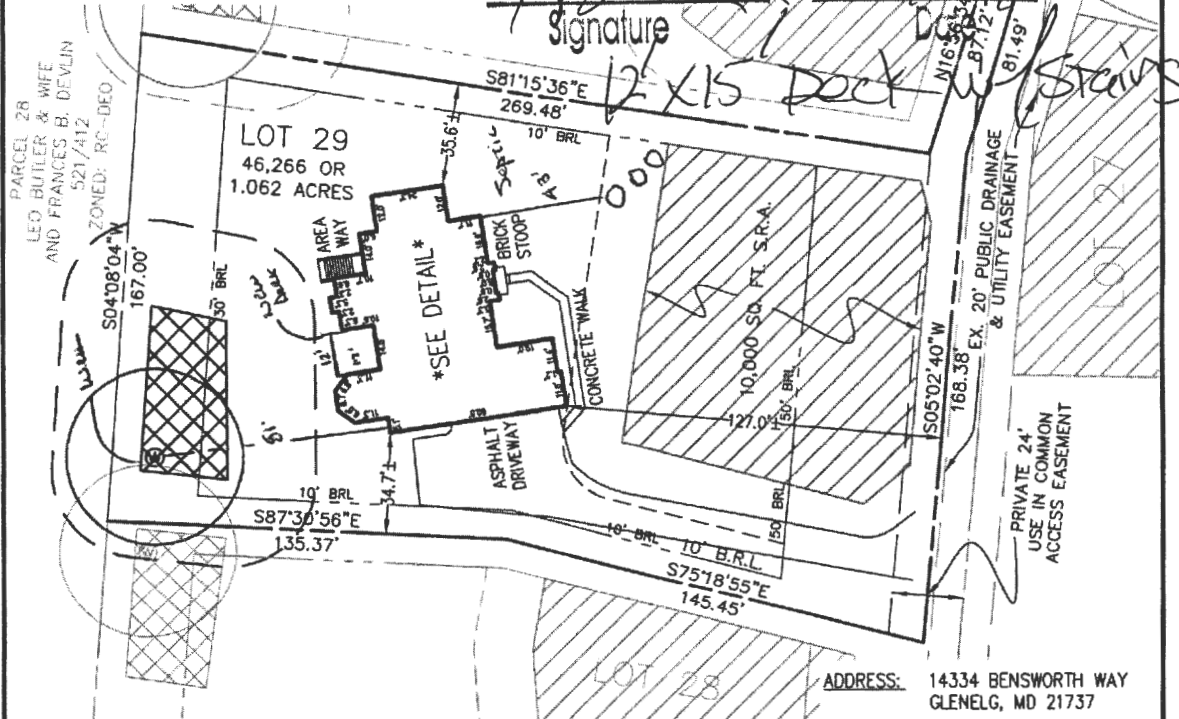 Signature
12 x15 Deck w/ Stairs
N16°36'3
87.12'
81.49'
S81°15'36"E
269.48'
10' BRL
PARCEL 28
LEO BUTLER & WIFE
AND FRANCES B. DEVLIN
521/412
ZONED: RC-DEO
LOT 29
46,266 OR
1.062 ACRES
35.6'±
Septic
S04°08'04"W
167.00'
30' BRL
AREA
WAY
BRICK
STOOP
New
Deck
*SEE DETAIL*
12'
CONCRETE WALK
10,000 SQ. FT. S.R.A.
50' BRL
127.0'±
EX. 20' PUBLIC DRAINAGE
& UTILITY EASEMENT
LOT 27
S05°02'40"W
168.38'
Well
W
81'
34.7'±
ASPHALT
DRIVEWAY
10' BRL
S87°30'56"E
135.37'
10' BRL
10' B.R.L.
50' BRL
S75°18'55"E
145.45'
PRIVATE 24'
USE IN COMMON
ACCESS EASEMENT
LOT 28
ADDRESS: 14334 BENSWORTH WAY
GLENELG, MD 21737